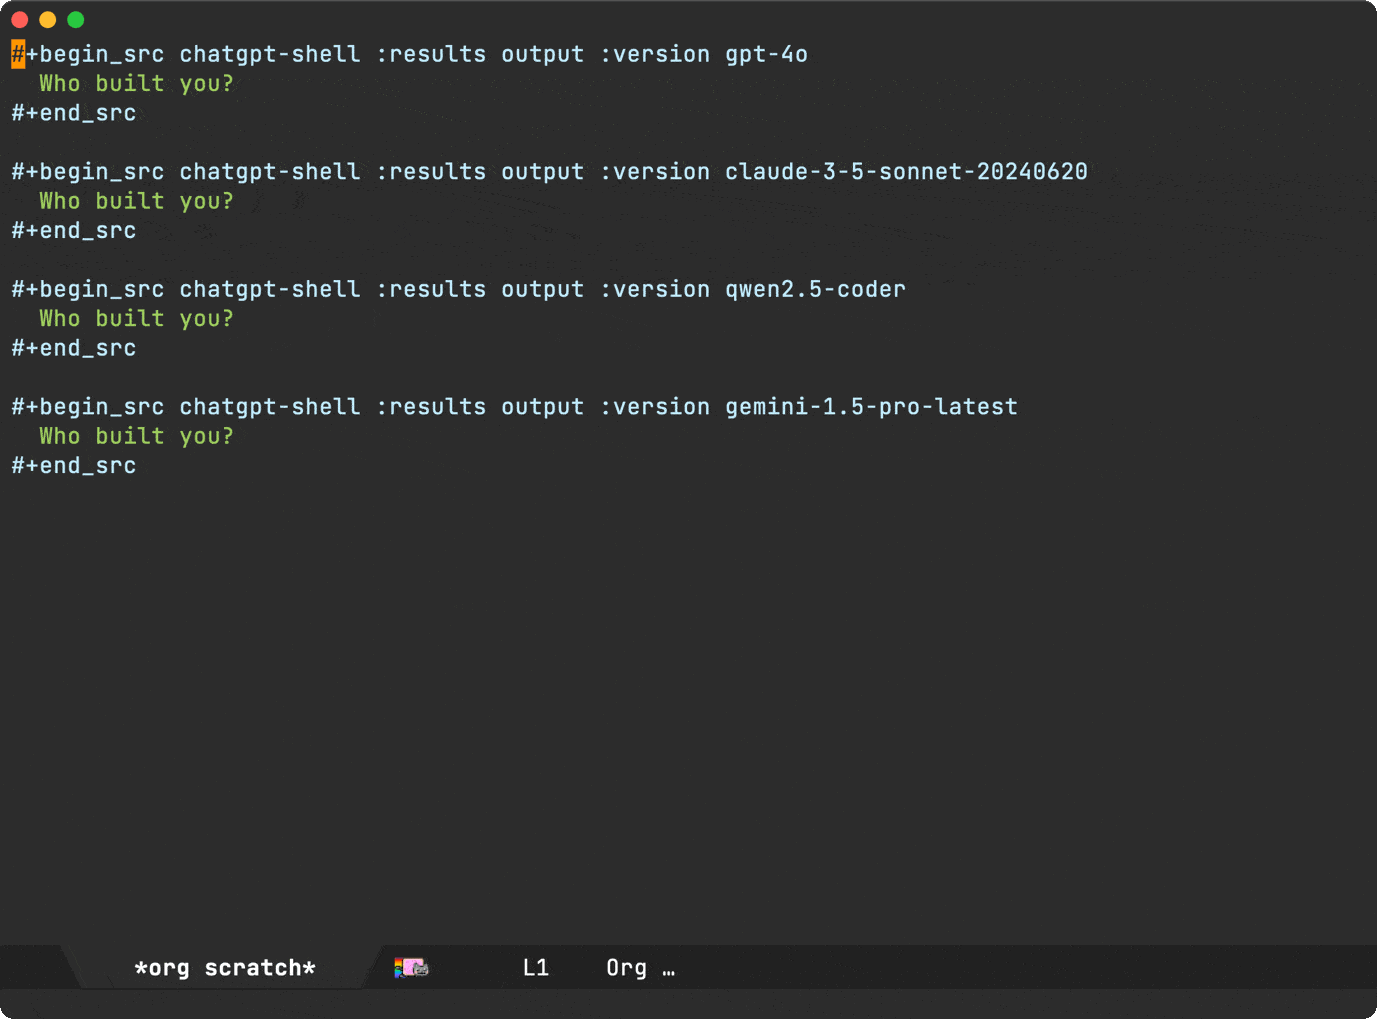 #+begin_src chatgpt-shell :results output :version gpt-4o
  Who built you?
#+end_src

#+begin_src chatgpt-shell :results output :version claude-3-5-sonnet-20240620
  Who built you?
#+end_src

#+begin_src chatgpt-shell :results output :version qwen2.5-coder
  Who built you?
#+end_src

#+begin_src chatgpt-shell :results output :version gemini-1.5-pro-latest
  Who built you?
#+end_src

*org scratch* L1 Org …